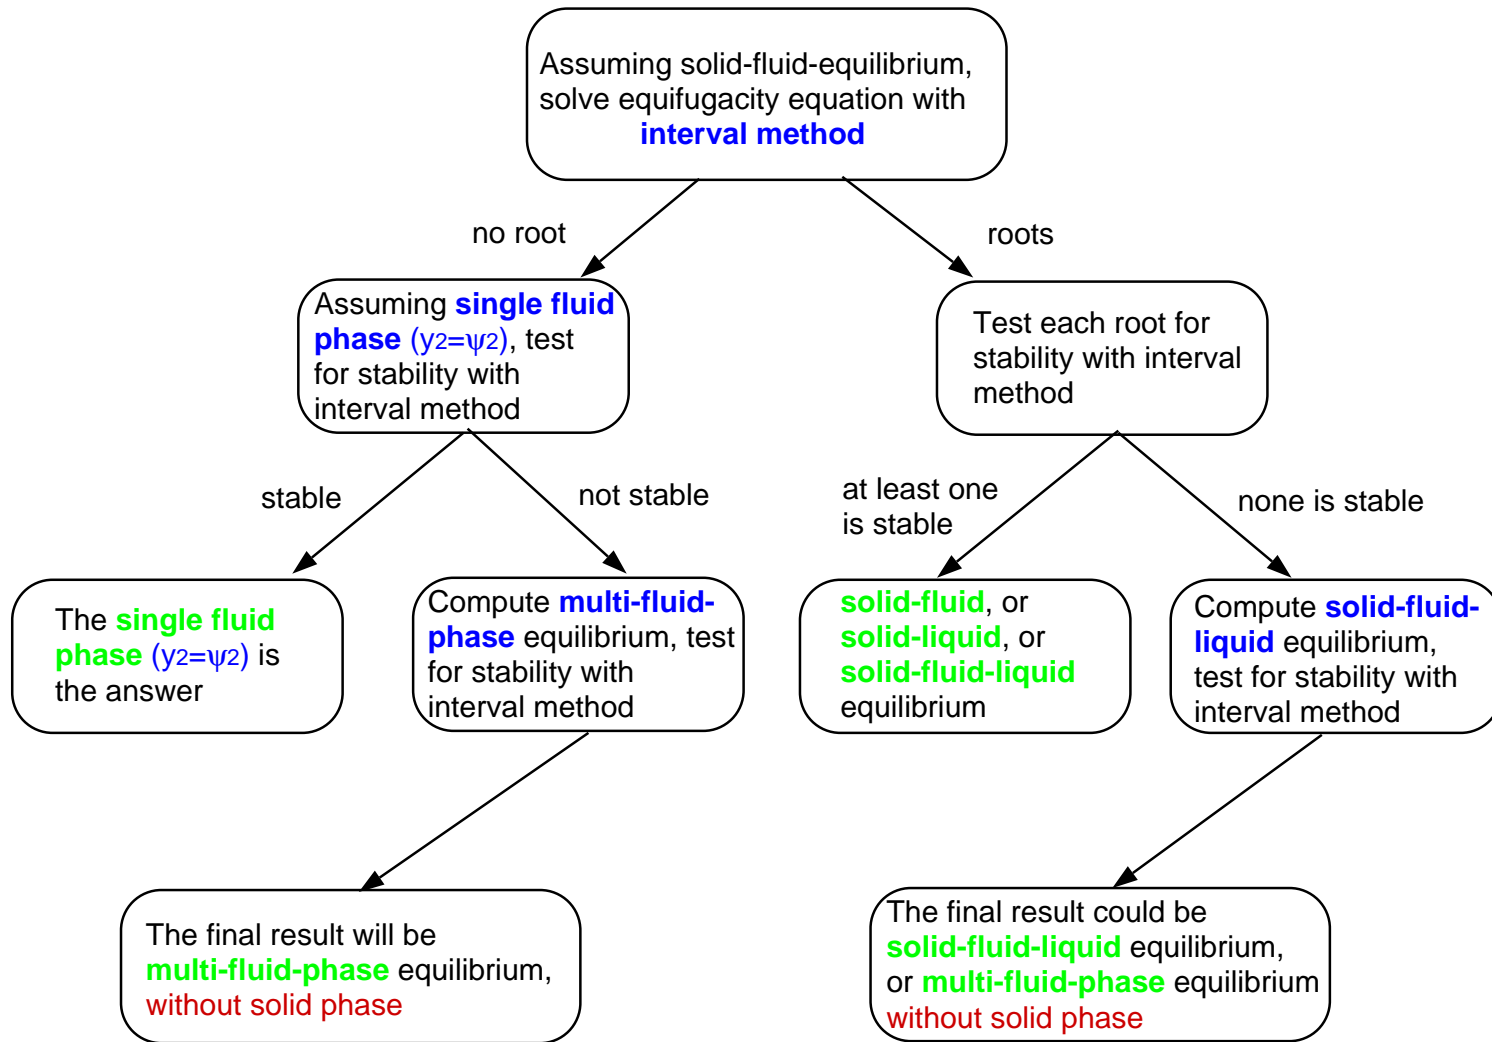 Assuming solid-fluid-equilibrium,
solve equifugacity equation with
interval method
no root
roots
Assuming single fluid
phase (y2=ψ2), test
for stability with
interval method
Test each root for
stability with interval
method
stable
not stable
at least one
is stable
none is stable
The single fluid
phase (y2=ψ2) is
the answer
Compute multi-fluid-
phase equilibrium, test
for stability with
interval method
solid-fluid, or
solid-liquid, or
solid-fluid-liquid
equilibrium
Compute solid-fluid-
liquid equilibrium,
test for stability with
interval method
The final result will be
multi-fluid-phase equilibrium,
without solid phase
The final result could be
solid-fluid-liquid equilibrium,
or multi-fluid-phase equilibrium
without solid phase